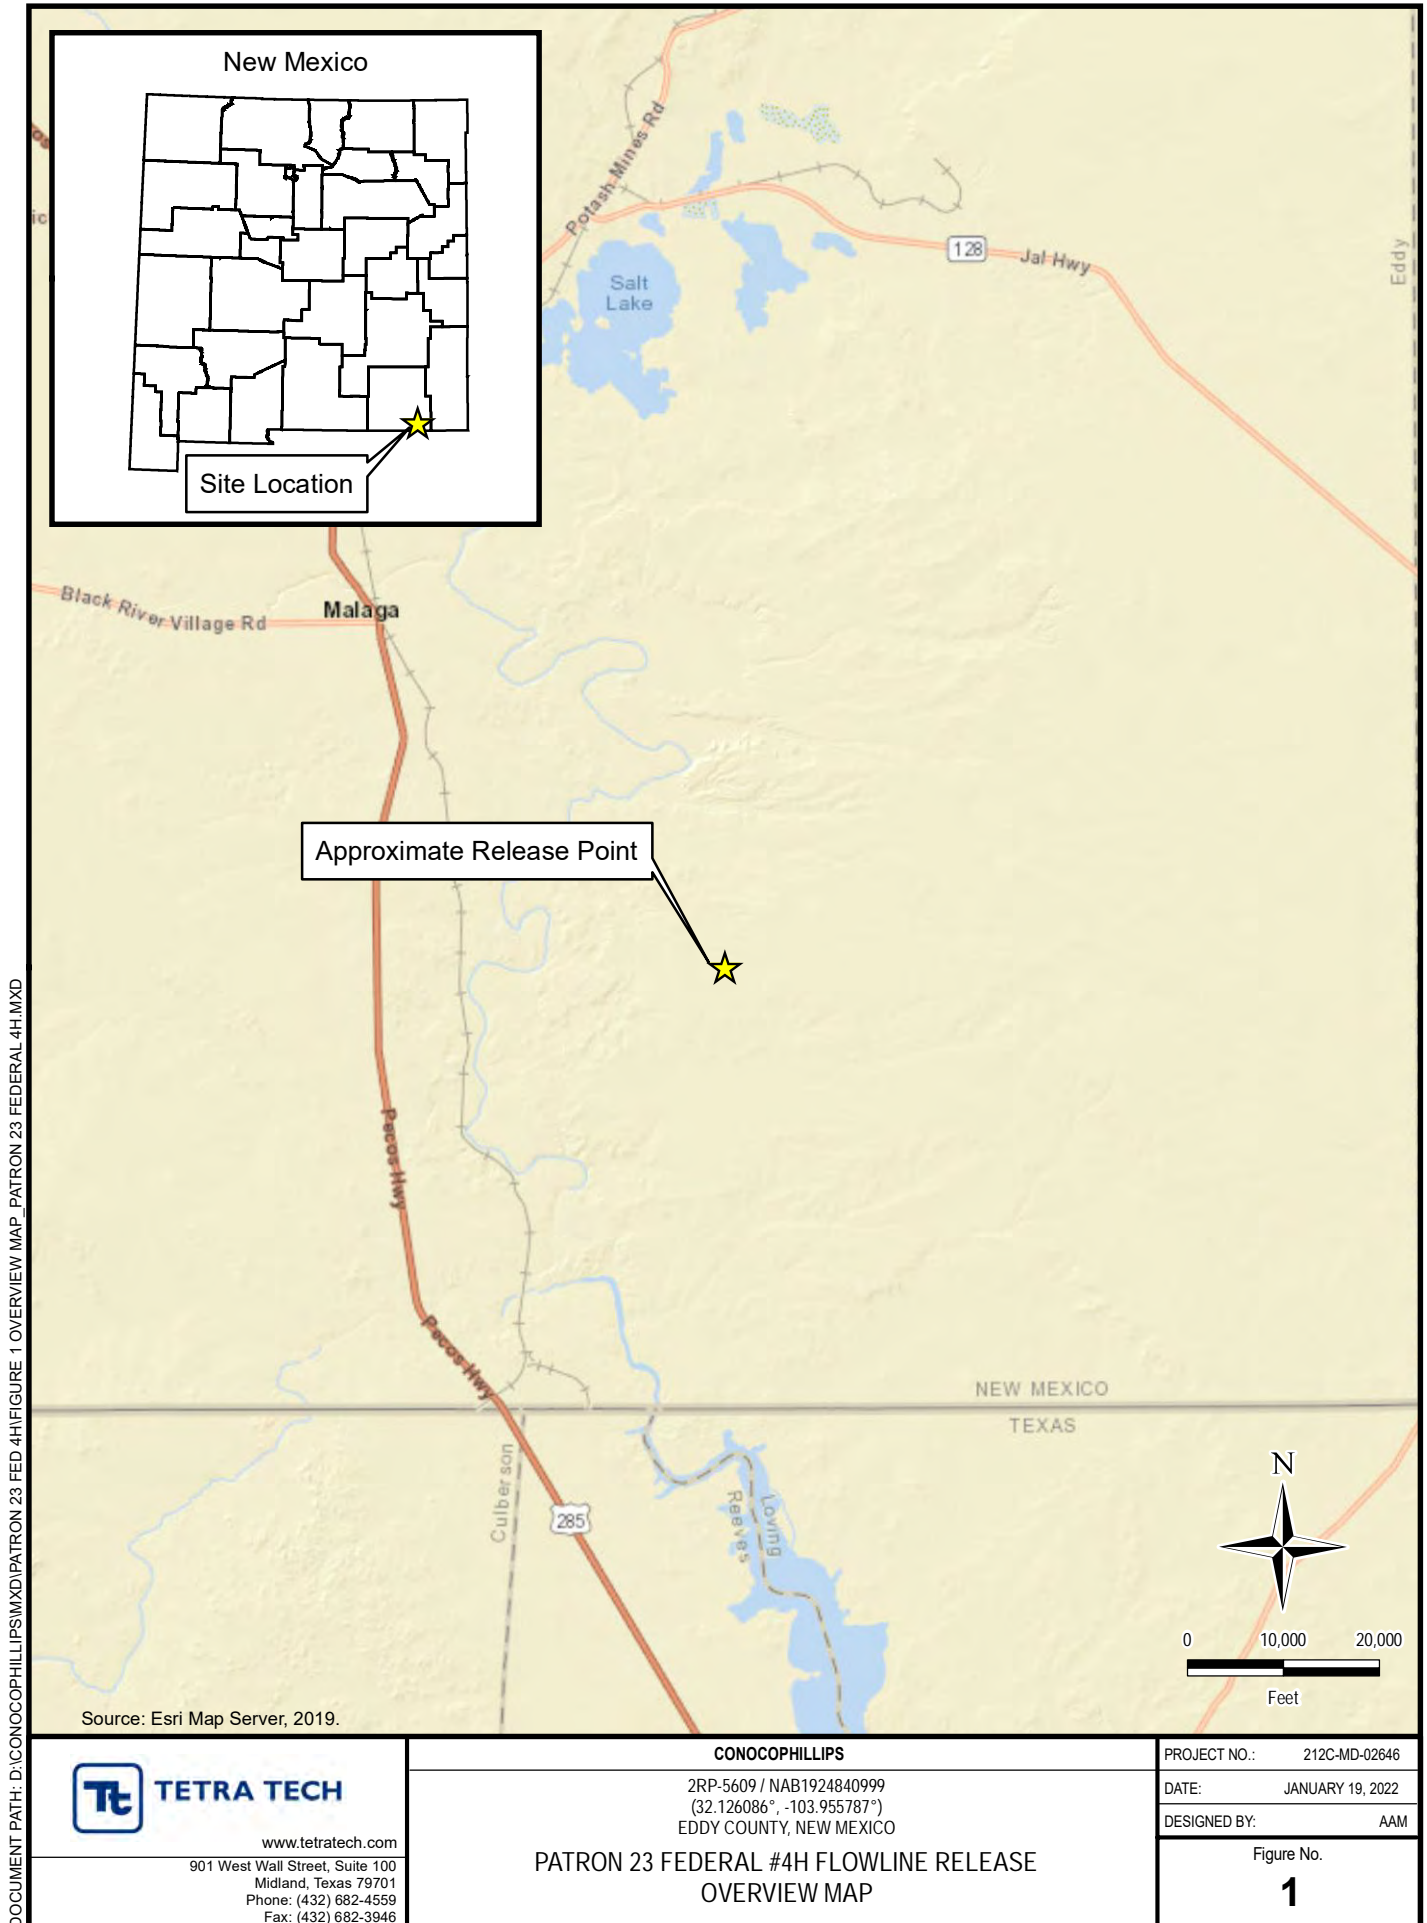 New Mexico
Site Location
Potash Mines Rd
128
Jal Hwy
Eddy
Salt
Lake
Black River Village Rd
Malaga
Approximate Release Point
Pecos Hwy
Pecos Hwy
NEW MEXICO
TEXAS
Culberson
285
Reeves
Loving
N
0 10,000 20,000
Feet
Source: Esri Map Server, 2019.
DOCUMENT PATH: D:\CONOCOPHILLIPS\MXD\PATRON 23 FED 4H\FIGURE 1 OVERVIEW MAP_PATRON 23 FEDERAL 4H.MXD
Tt TETRA TECH
www.tetratech.com
901 West Wall Street, Suite 100
Midland, Texas 79701
Phone: (432) 682-4559
Fax: (432) 682-3946
CONOCOPHILLIPS
2RP-5609 / NAB1924840999
(32.126086°, -103.955787°)
EDDY COUNTY, NEW MEXICO
PATRON 23 FEDERAL #4H FLOWLINE RELEASE
OVERVIEW MAP
PROJECT NO.: 212C-MD-02646
DATE: JANUARY 19, 2022
DESIGNED BY: AAM
Figure No.
1